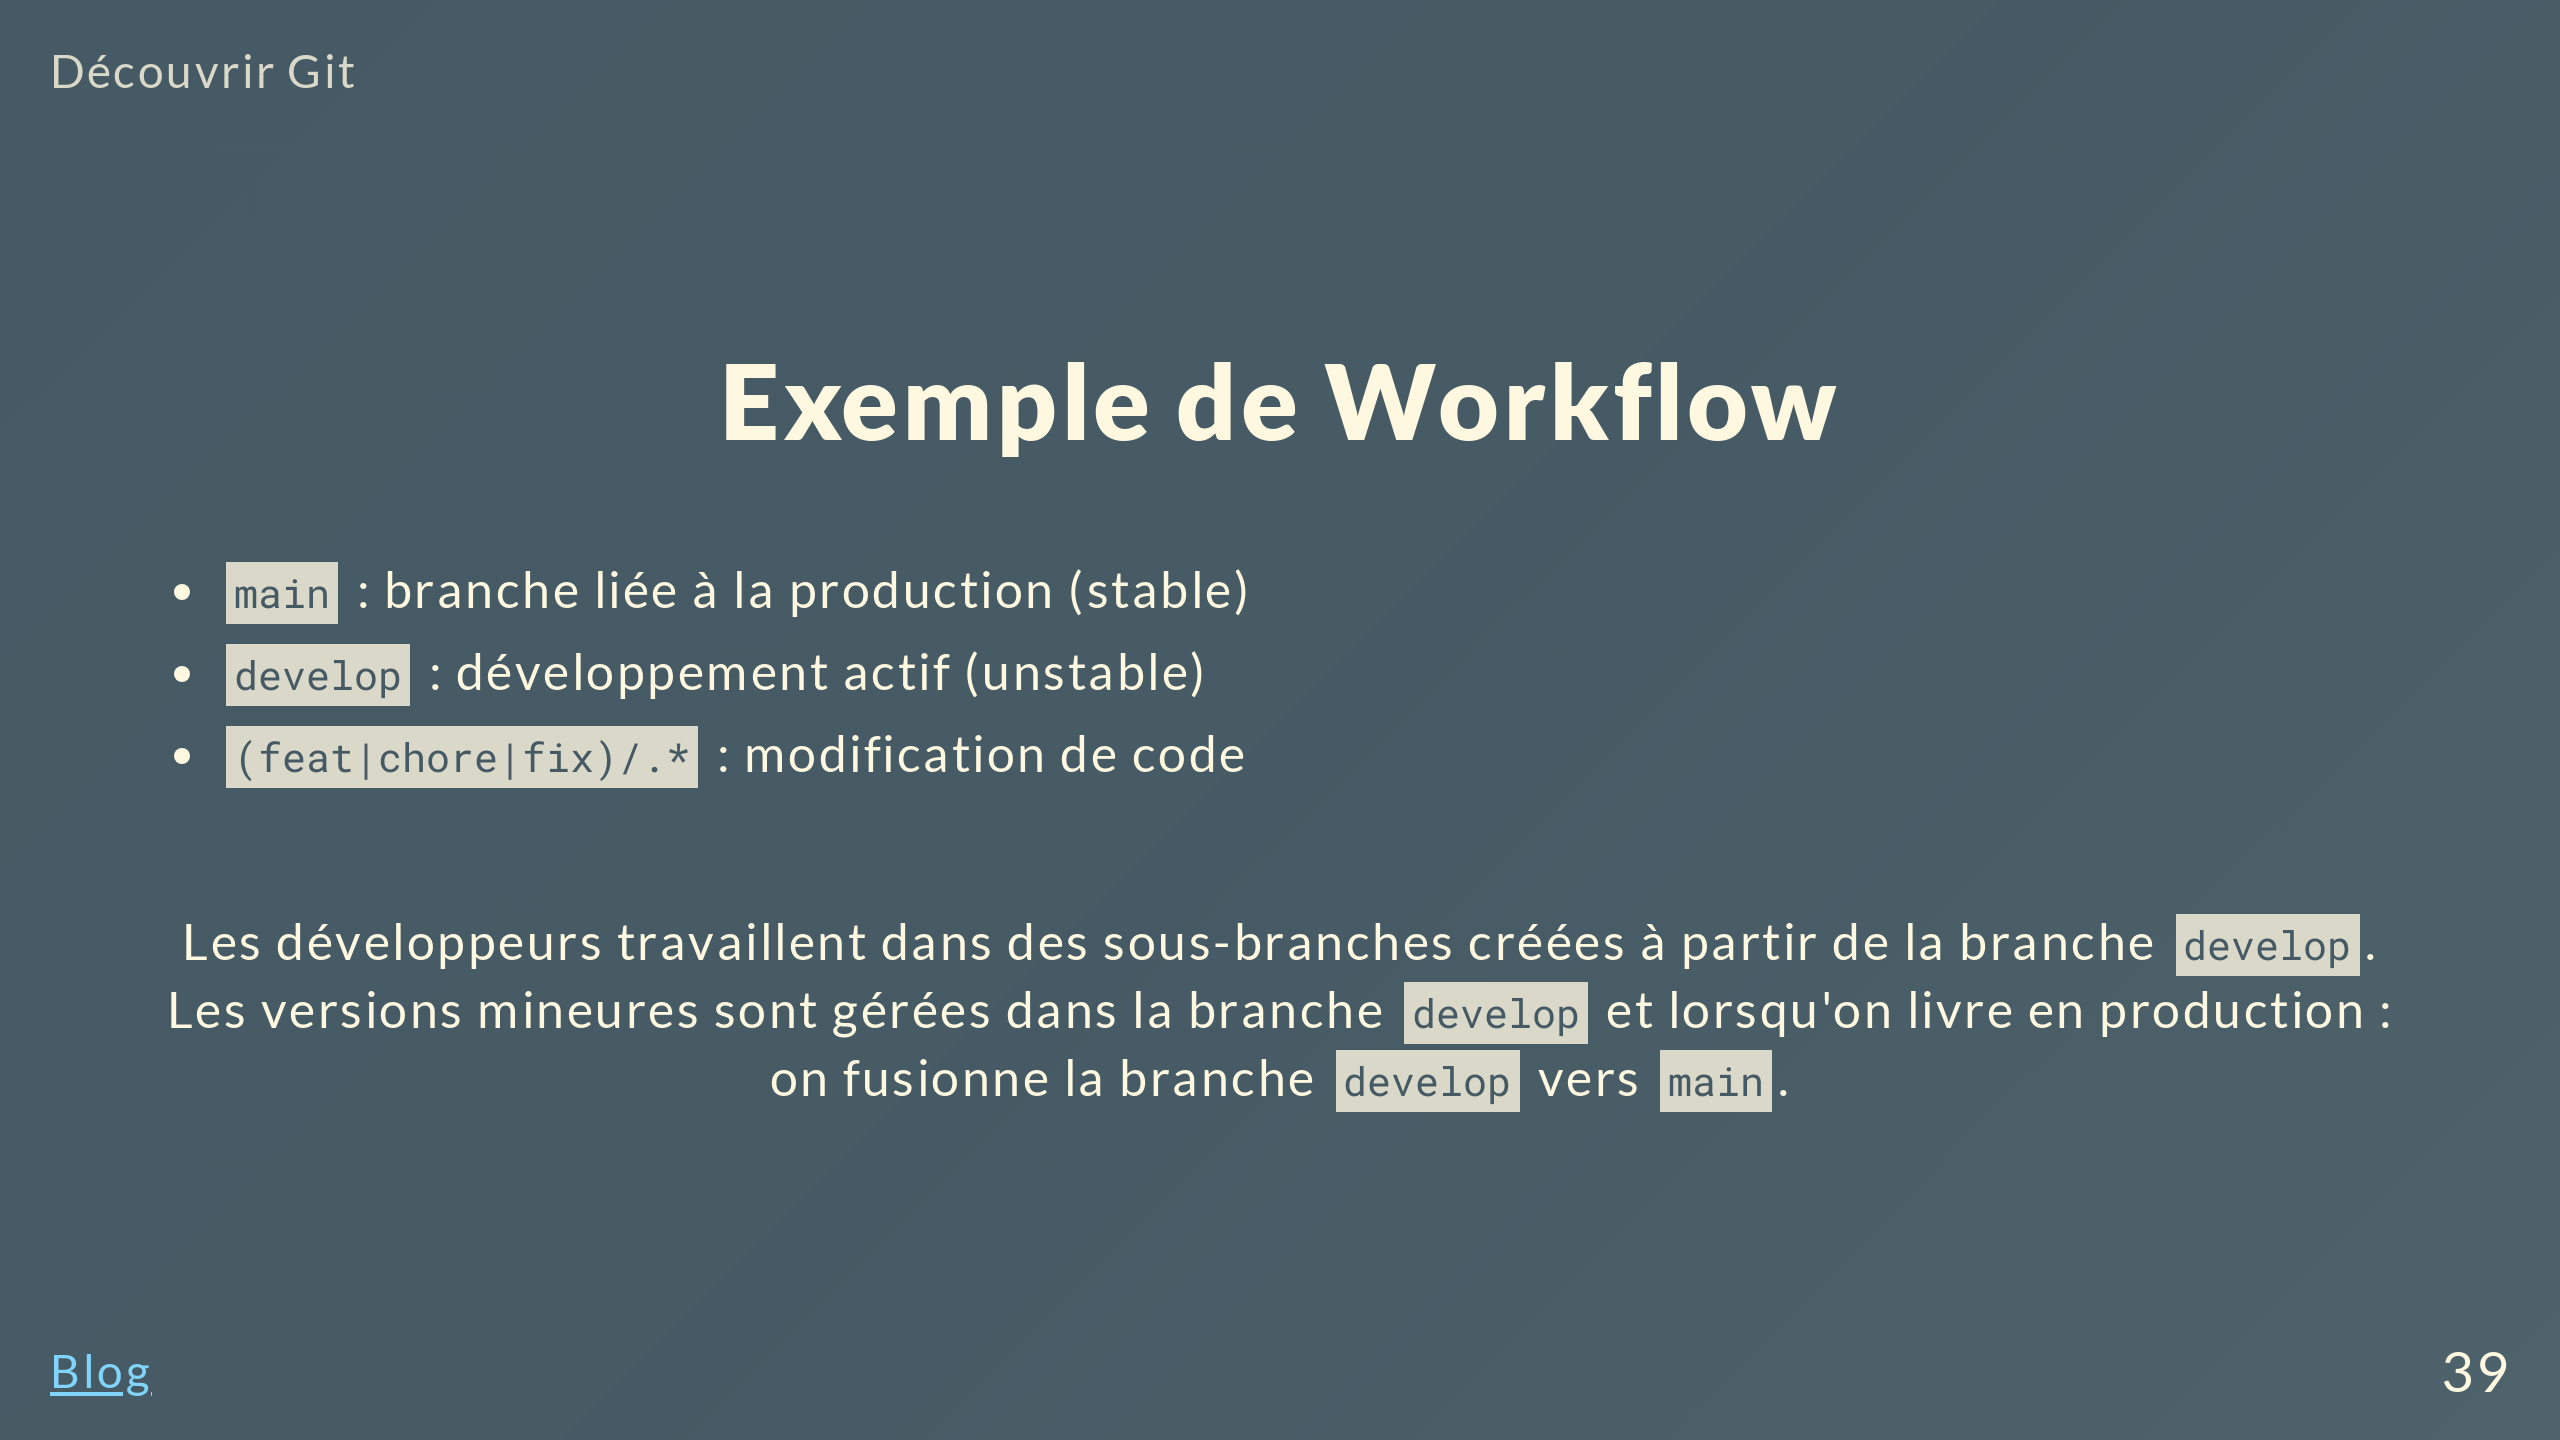 Découvrir Git
Exemple de Workflow
main : branche liée à la production (stable)
develop : développement actif (unstable)
(feat|chore|fix)/.* : modification de code
Les développeurs travaillent dans des sous-branches créées à partir de la branche develop.
Les versions mineures sont gérées dans la branche develop et lorsqu'on livre en production :
on fusionne la branche develop vers main.
Blog
39